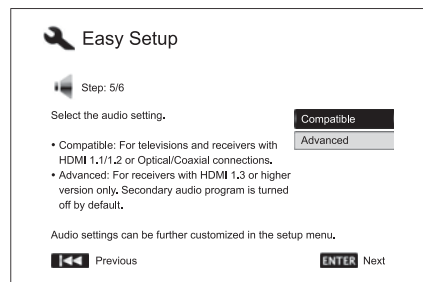 Easy Setup
Step: 5/6
Select the audio setting.
Compatible
Advanced
• Compatible: For televisions and receivers with
HDMI 1.1/1.2 or Optical/Coaxial connections.
• Advanced: For receivers with HDMI 1.3 or higher
version only. Secondary audio program is turned
off by default.
Audio settings can be further customized in the setup menu.
Previous
ENTER Next